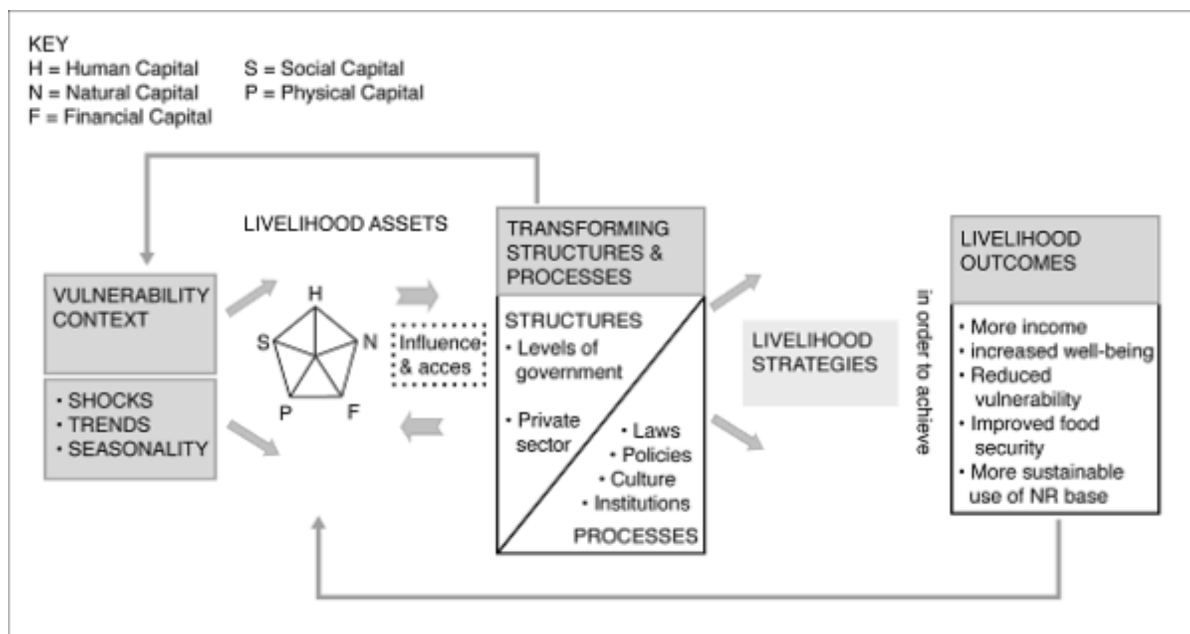 KEY
H = Human Capital
S = Social Capital
N = Natural Capital
P = Physical Capital
F = Financial Capital
VULNERABILITY
CONTEXT
• SHOCKS
• TRENDS
• SEASONALITY
LIVELIHOOD ASSETS
H
S
N
P
F
Influence
& acces
TRANSFORMING
STRUCTURES &
PROCESSES
STRUCTURES
• Levels of
government
• Private
sector
• Laws
• Policies
• Culture
• Institutions
PROCESSES
LIVELIHOOD
STRATEGIES
in order to achieve
LIVELIHOOD
OUTCOMES
• More income
• increased well-being
• Reduced
vulnerability
• Improved food
security
• More sustainable
use of NR base